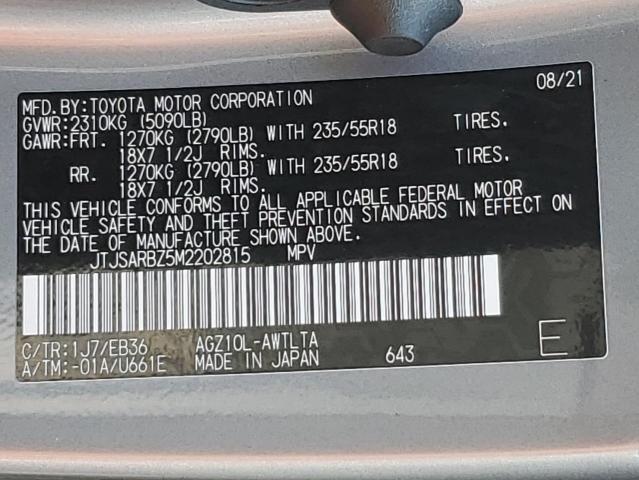 MFD.BY:TOYOTA MOTOR CORPORATION 08/21
GVWR:2310KG (5090LB)
GAWR:FRT. 1270KG (2790LB) WITH 235/55R18 TIRES.
18X7 1/2J RIMS.
RR. 1270KG (2790LB) WITH 235/55R18 TIRES.
18X7 1/2J RIMS.
THIS VEHICLE CONFORMS TO ALL APPLICABLE FEDERAL MOTOR
VEHICLE SAFETY AND THEFT PREVENTION STANDARDS IN EFFECT ON
THE DATE OF MANUFACTURE SHOWN ABOVE.
JTJSARBZ5M2202815 MPV
C/TR:1J7/EB36 AGZ10L-AWTLTA
A/TM:-01A/U661E MADE IN JAPAN 643 E